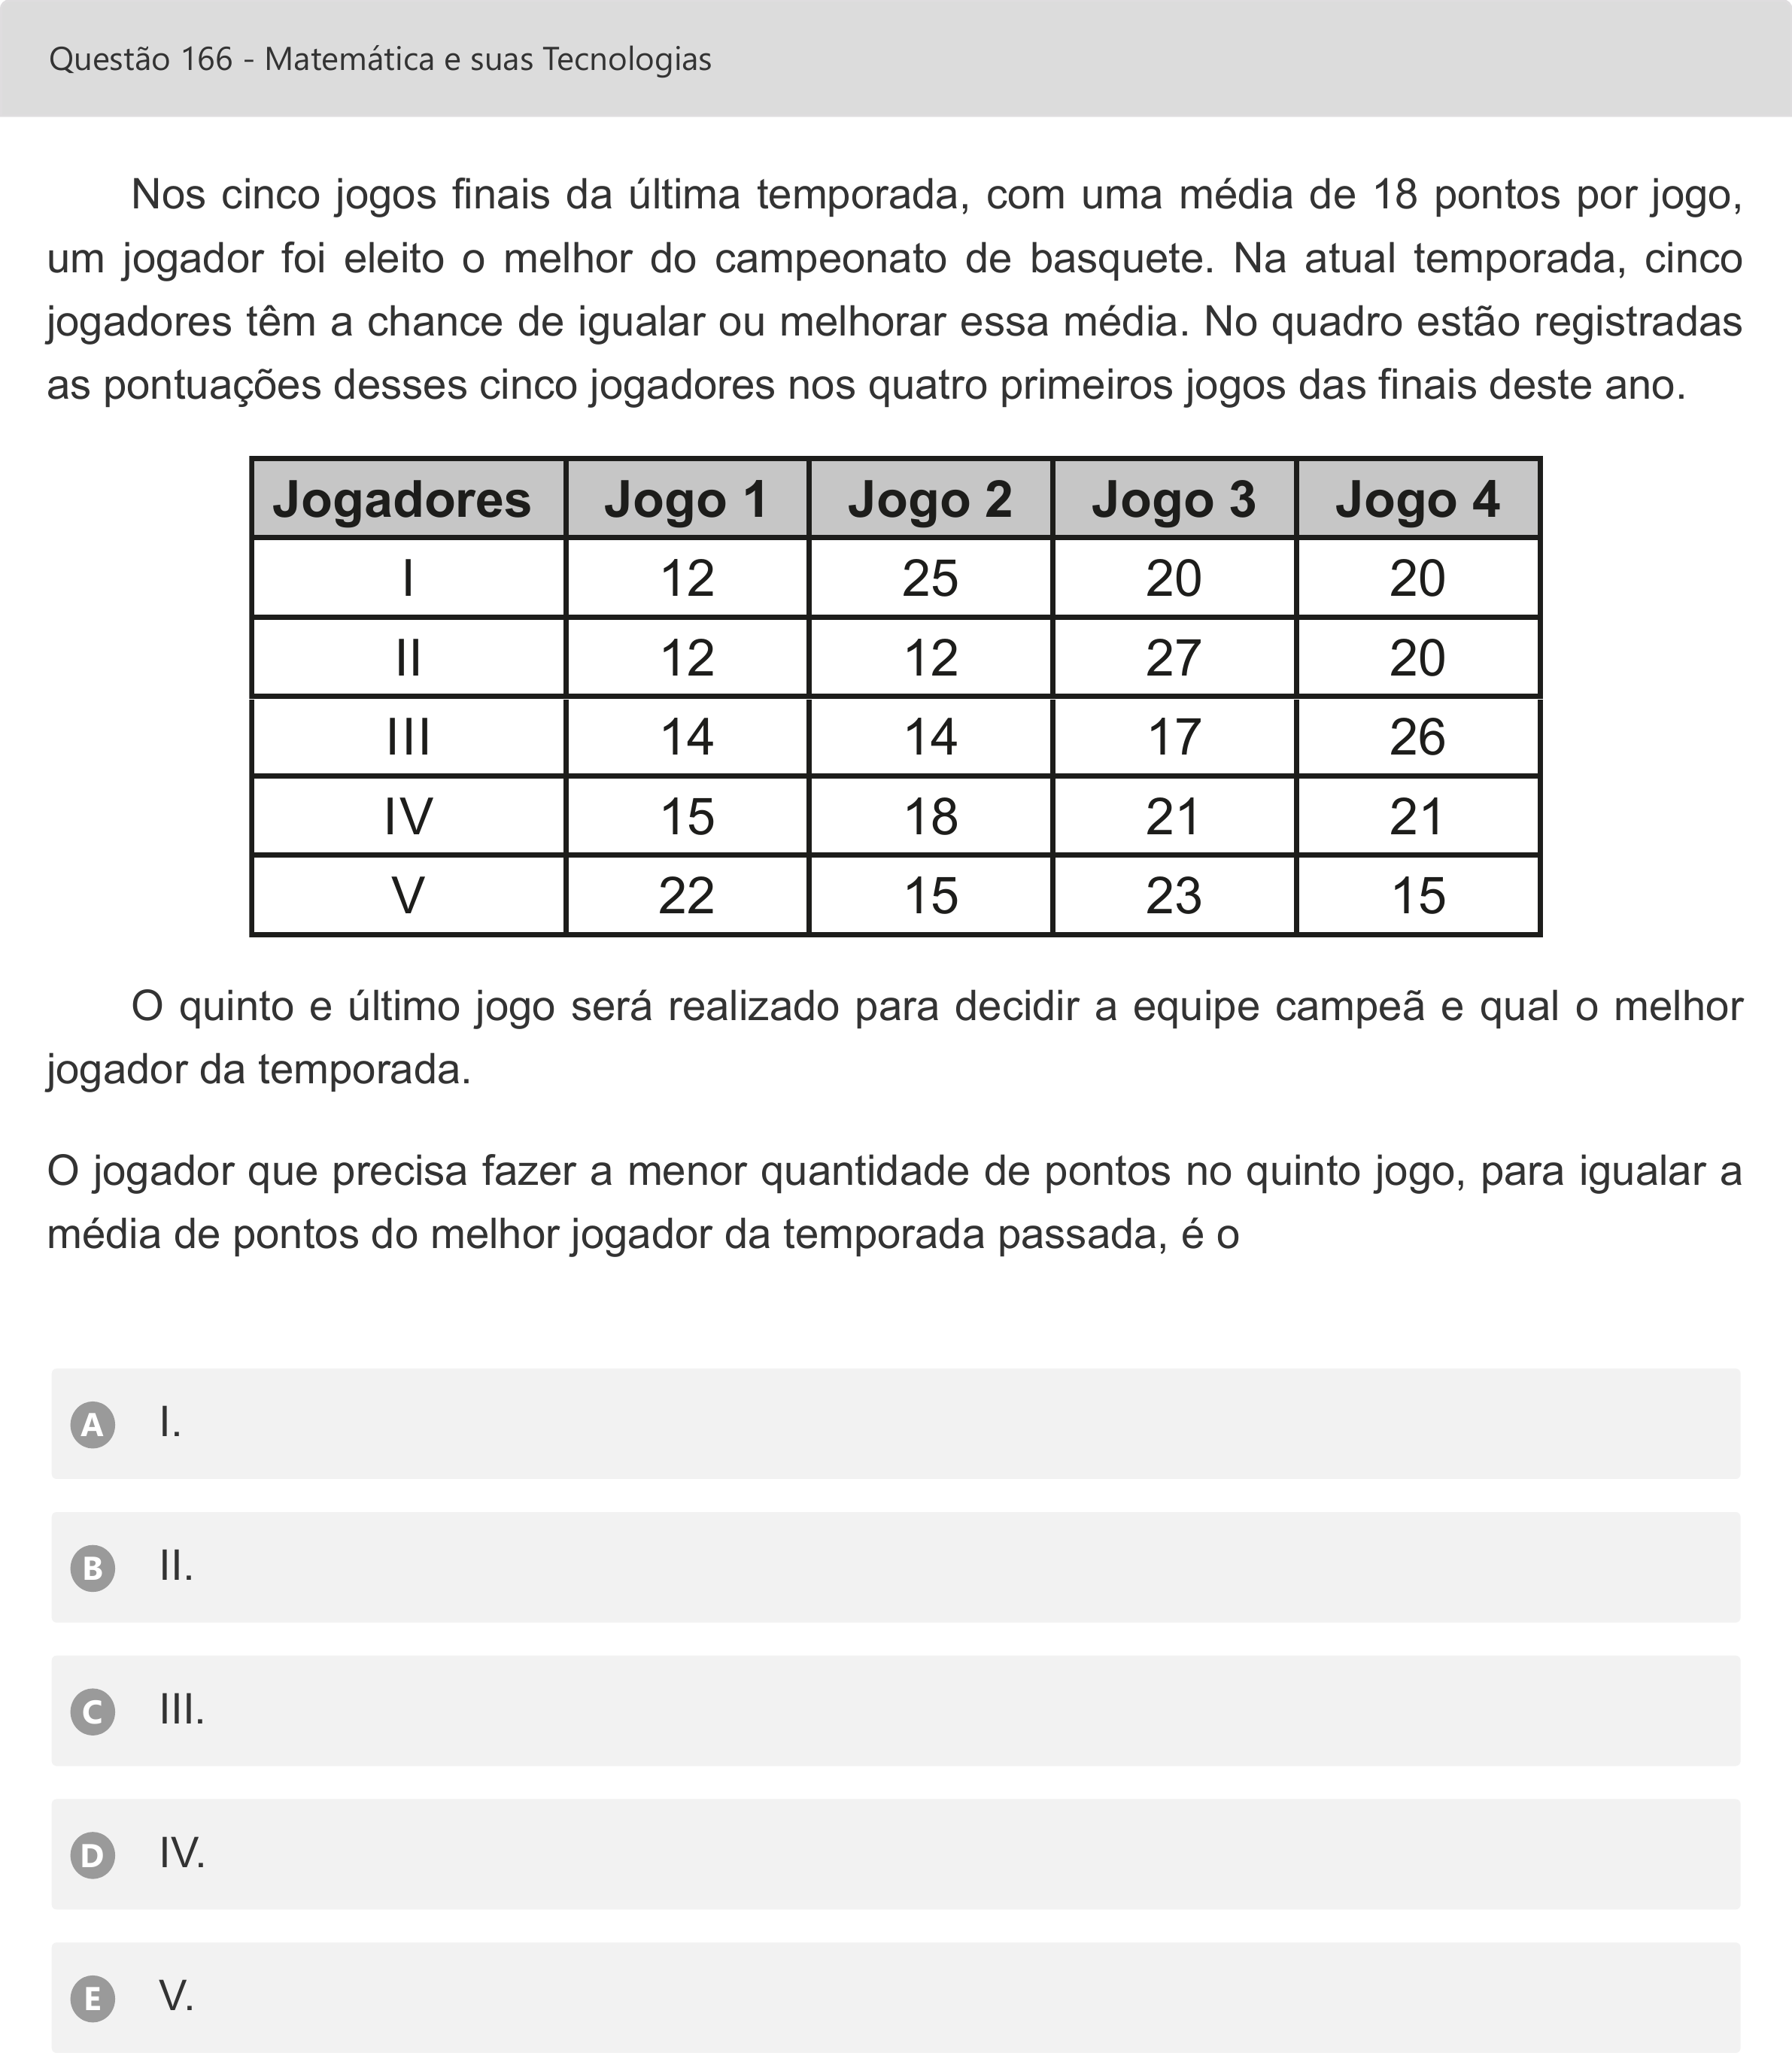 Questão 166 - Matemática e suas Tecnologias
Nos cinco jogos finais da última temporada, com uma média de 18 pontos por jogo,
um jogador foi eleito o melhor do campeonato de basquete. Na atual temporada, cinco
jogadores têm a chance de igualar ou melhorar essa média. No quadro estão registradas
as pontuações desses cinco jogadores nos quatro primeiros jogos das finais deste ano.
Jogadores Jogo 1 Jogo 2 Jogo 3 Jogo 4
I 12 25 20 20
II 12 12 27 20
III 14 14 17 26
IV 15 18 21 21
V 22 15 23 15
O quinto e último jogo será realizado para decidir a equipe campeã e qual o melhor
jogador da temporada.
O jogador que precisa fazer a menor quantidade de pontos no quinto jogo, para igualar a
média de pontos do melhor jogador da temporada passada, é o
A I.
B II.
C III.
D IV.
E V.